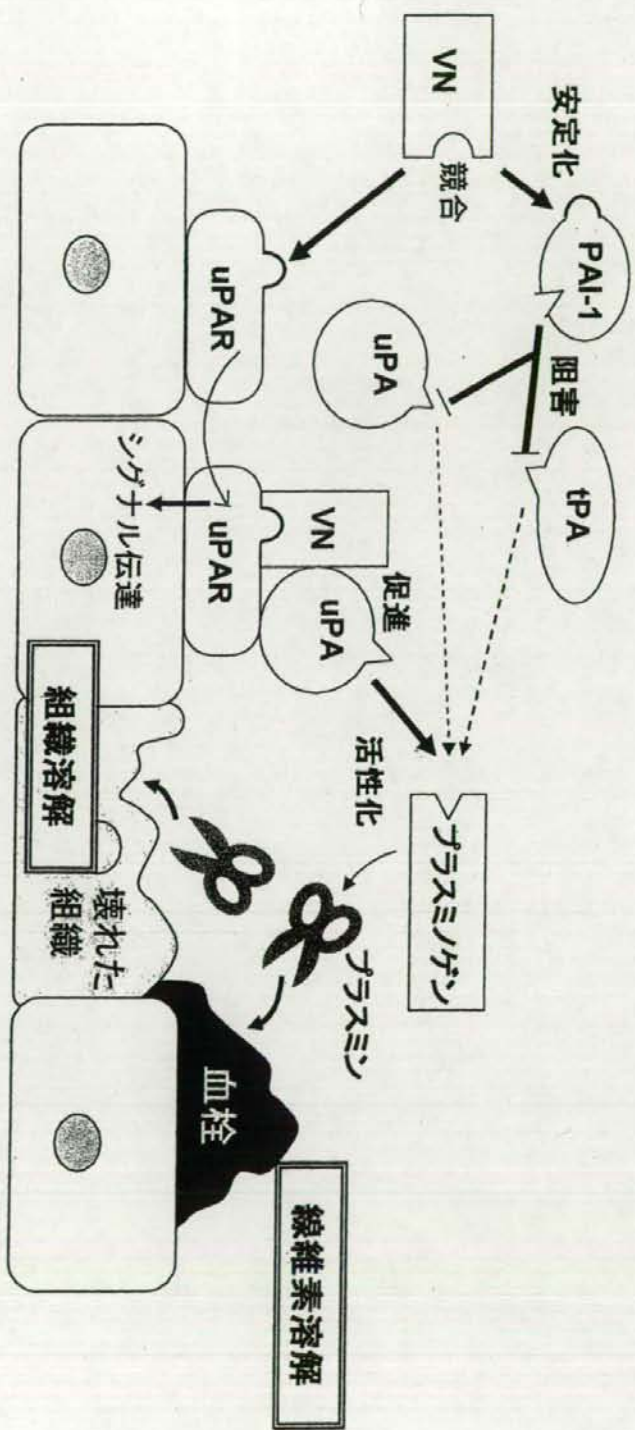 安定化
PAI-1
阻害
tPA
VN
競合
uPA
uPAR
VN
uPA
促進
uPAR
シグナル伝達
活性化
プラスミノゲン
プラスミン
組織溶解
壊れた
組織
血栓
線維素溶解